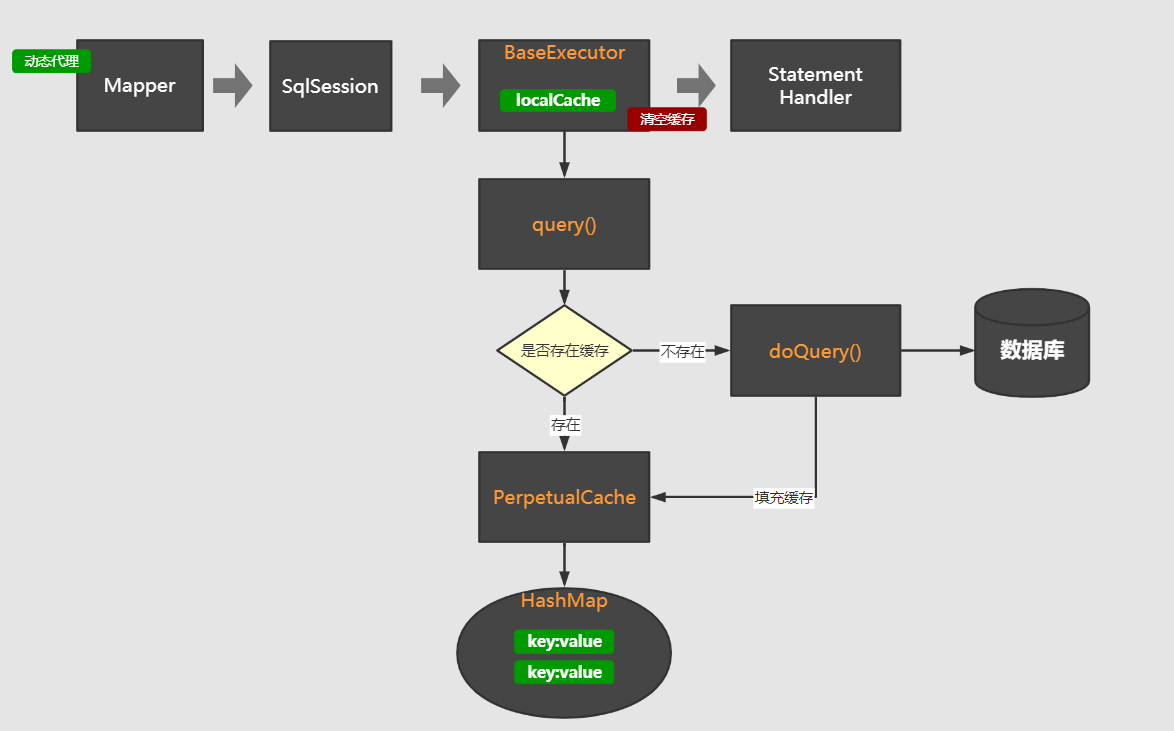 动态代理
Mapper
SqlSession
BaseExecutor
localCache
清空缓存
Statement
Handler
query()
是否存在缓存
不存在
doQuery()
数据库
存在
PerpetualCache
填充缓存
HashMap
key:value
key:value